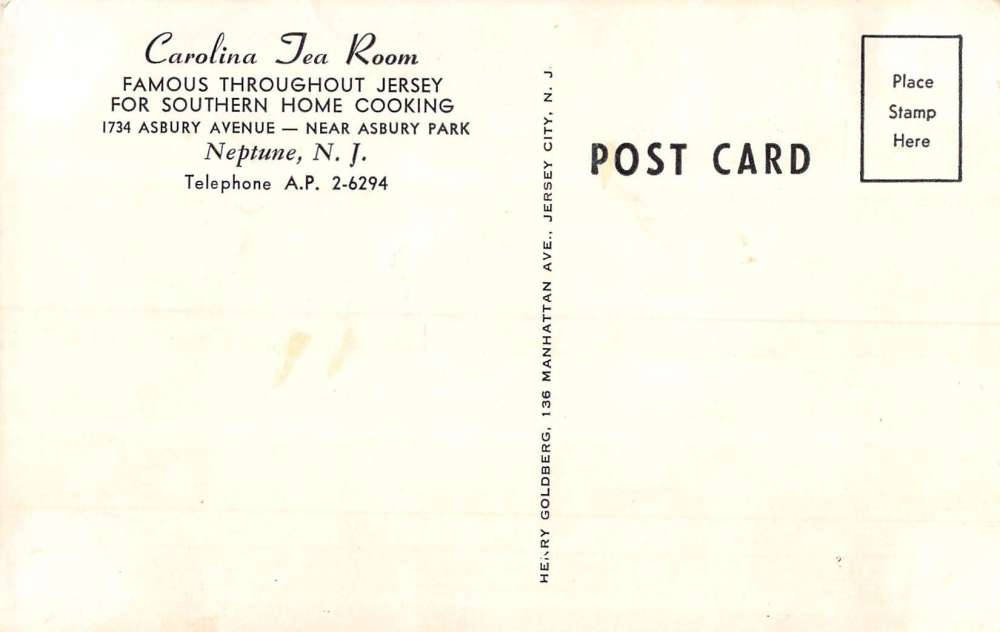 Carolina Tea Room
FAMOUS THROUGHOUT JERSEY
FOR SOUTHERN HOME COOKING
1734 ASBURY AVENUE — NEAR ASBURY PARK
Neptune, N. J.
Telephone A.P. 2-6294
HENRY GOLDBERG, 136 MANHATTAN AVE., JERSEY CITY, N. J.
POST CARD
Place
Stamp
Here